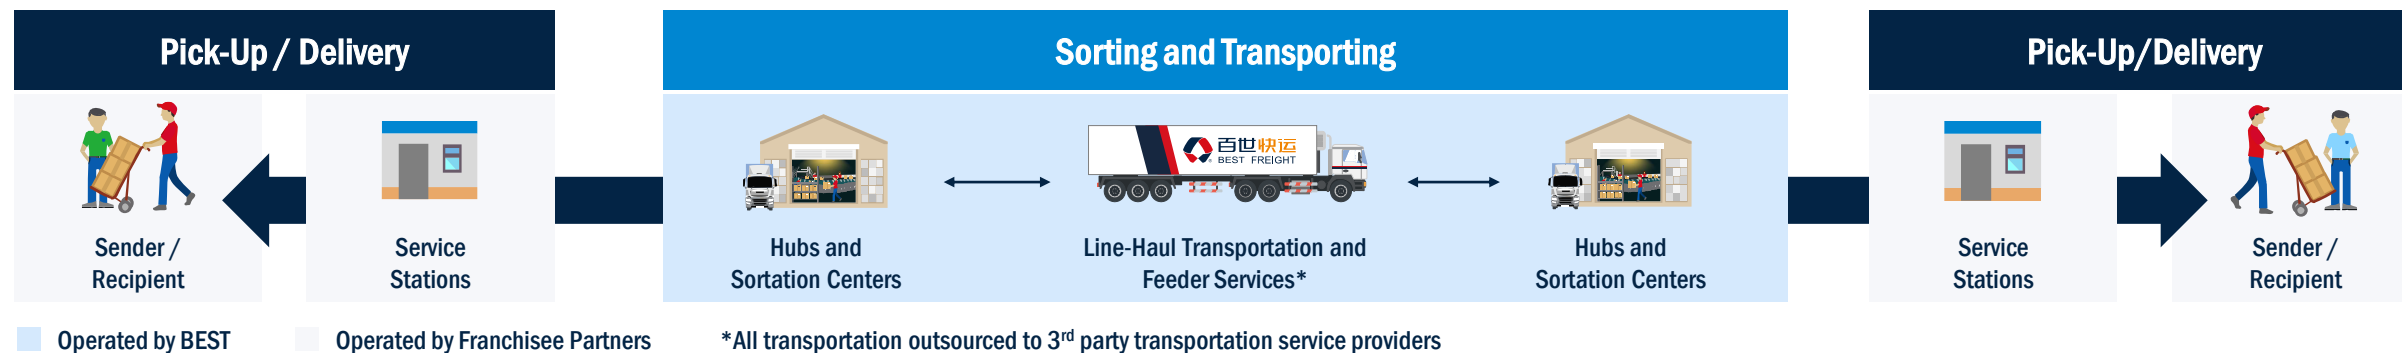 Pick-Up / Delivery
Sorting and Transporting
Pick-Up/Delivery
百世快运
BEST FREIGHT
Sender /
Recipient
Service
Stations
Hubs and
Sortation Centers
Line-Haul Transportation and
Feeder Services*
Hubs and
Sortation Centers
Service
Stations
Sender /
Recipient
Operated by BEST
Operated by Franchisee Partners
*All transportation outsourced to 3rd party transportation service providers